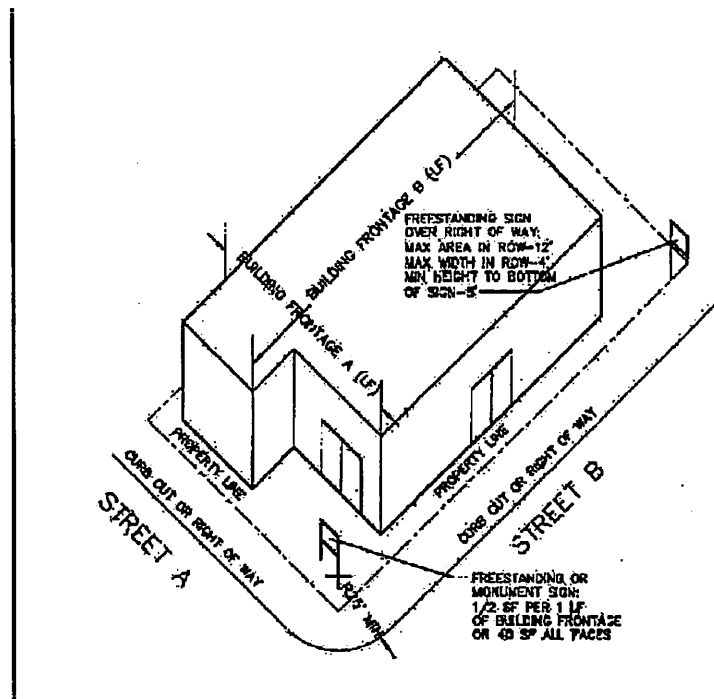 BUILDING FRONTAGE B (LF)
FREESTANDING SIGN
OVER RIGHT OF WAY:
MAX AREA IN ROW-12'
MAX WIDTH IN ROW-4'
MIN HEIGHT TO BOTTOM
OF SIGN-
BUILDING FRONTAGE A (LF)
PROPERTY LINE
PROPERTY LINE
CURB CUT OR RIGHT OF WAY
CURB CUT OR RIGHT OF WAY
STREET A
STREET B
R25' MIN
FREESTANDING OR
MONUMENT SIGN:
1/2 SF PER 1 LF
OF BUILDING FRONTAGE
OR 40 SF ALL FACES